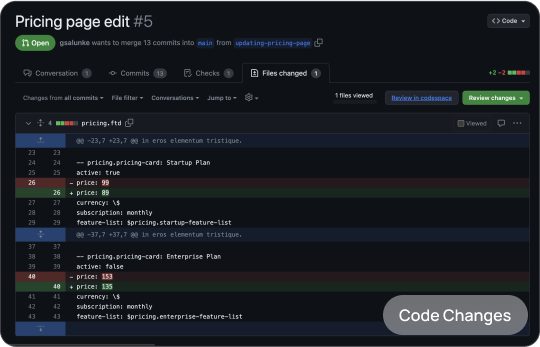 Pricing page edit #5
Code
Open gsalunke wants to merge 13 commits into main from updating-pricing-page
Conversation 1 Commits 13 Checks 1 Files changed 1 +2 −2
Changes from all commits File filter Conversations Jump to 1 files viewed Review in codespace Review changes
4 pricing.ftd Viewed
@@ -23,7 +23,7 @@ in eros elementum tristique.
23 23
24 24 -- pricing.pricing-card: Startup Plan
25 25 active: true
26 - price: 99
26 + price: 89
27 27 currency: \$
28 28 subscription: monthly
29 29 feature-list: $pricing.startup-feature-list
@@ -37,7 +37,7 @@ in eros elementum tristique.
37 37
38 38 -- pricing.pricing-card: Enterprise Plan
39 39 active: false
40 - price: 153
40 + price: 135
41 41 currency: \$
42 42 subscription: monthly
43 43 feature-list: $pricing.enterprise-feature-list
Code Changes